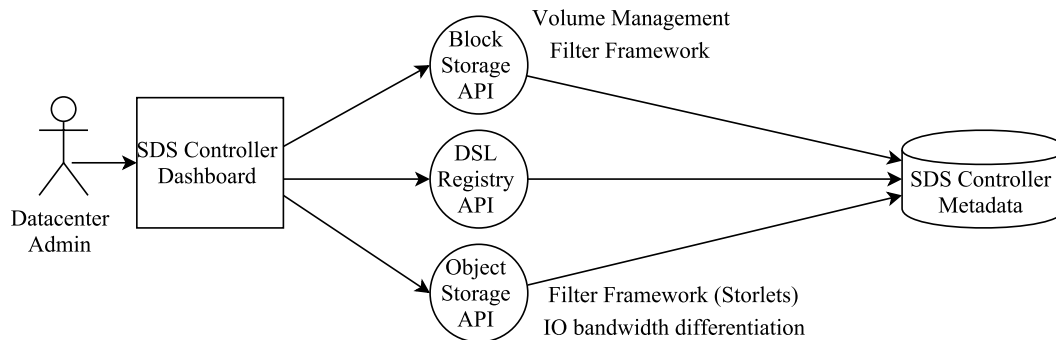 Volume Management
Filter Framework
Block
Storage
API
SDS Controller
Dashboard
Datacenter
Admin
DSL
Registry
API
SDS Controller
Metadata
Object
Storage
API
Filter Framework (Storlets)
IO bandwidth differentiation